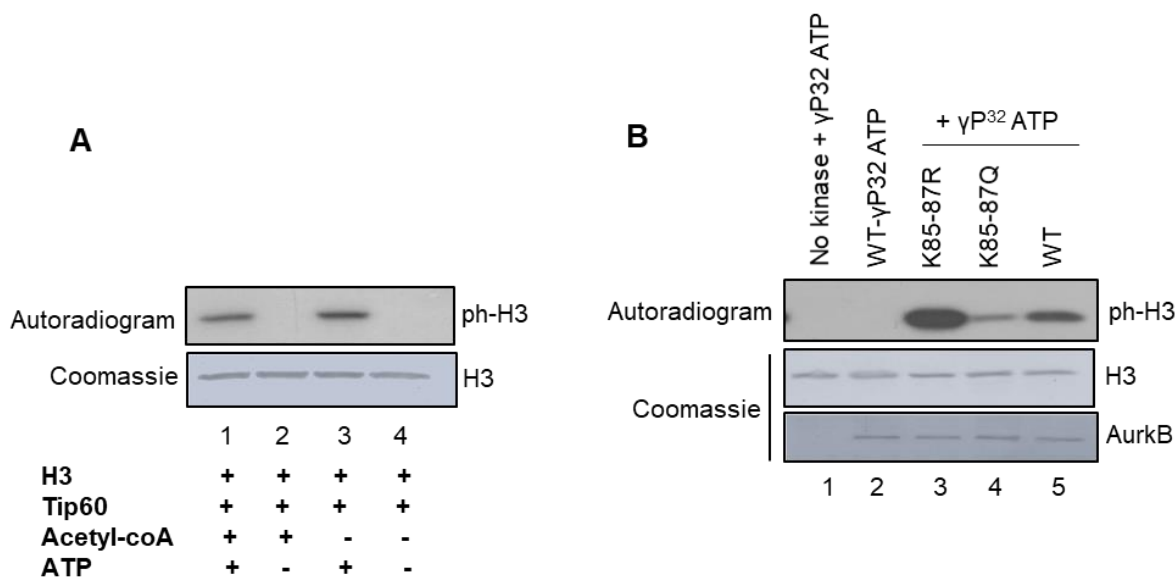 A
Autoradiogram
ph-H3
Coomassie
H3
1 2 3 4
H3 + + + +
Tip60 + + + +
Acetyl-coA + + - -
ATP + - + -
B
No kinase + γP32 ATP
WT-γP32 ATP
+ γP³² ATP
K85-87R
K85-87Q
WT
Autoradiogram
ph-H3
H3
Coomassie
AurkB
1 2 3 4 5